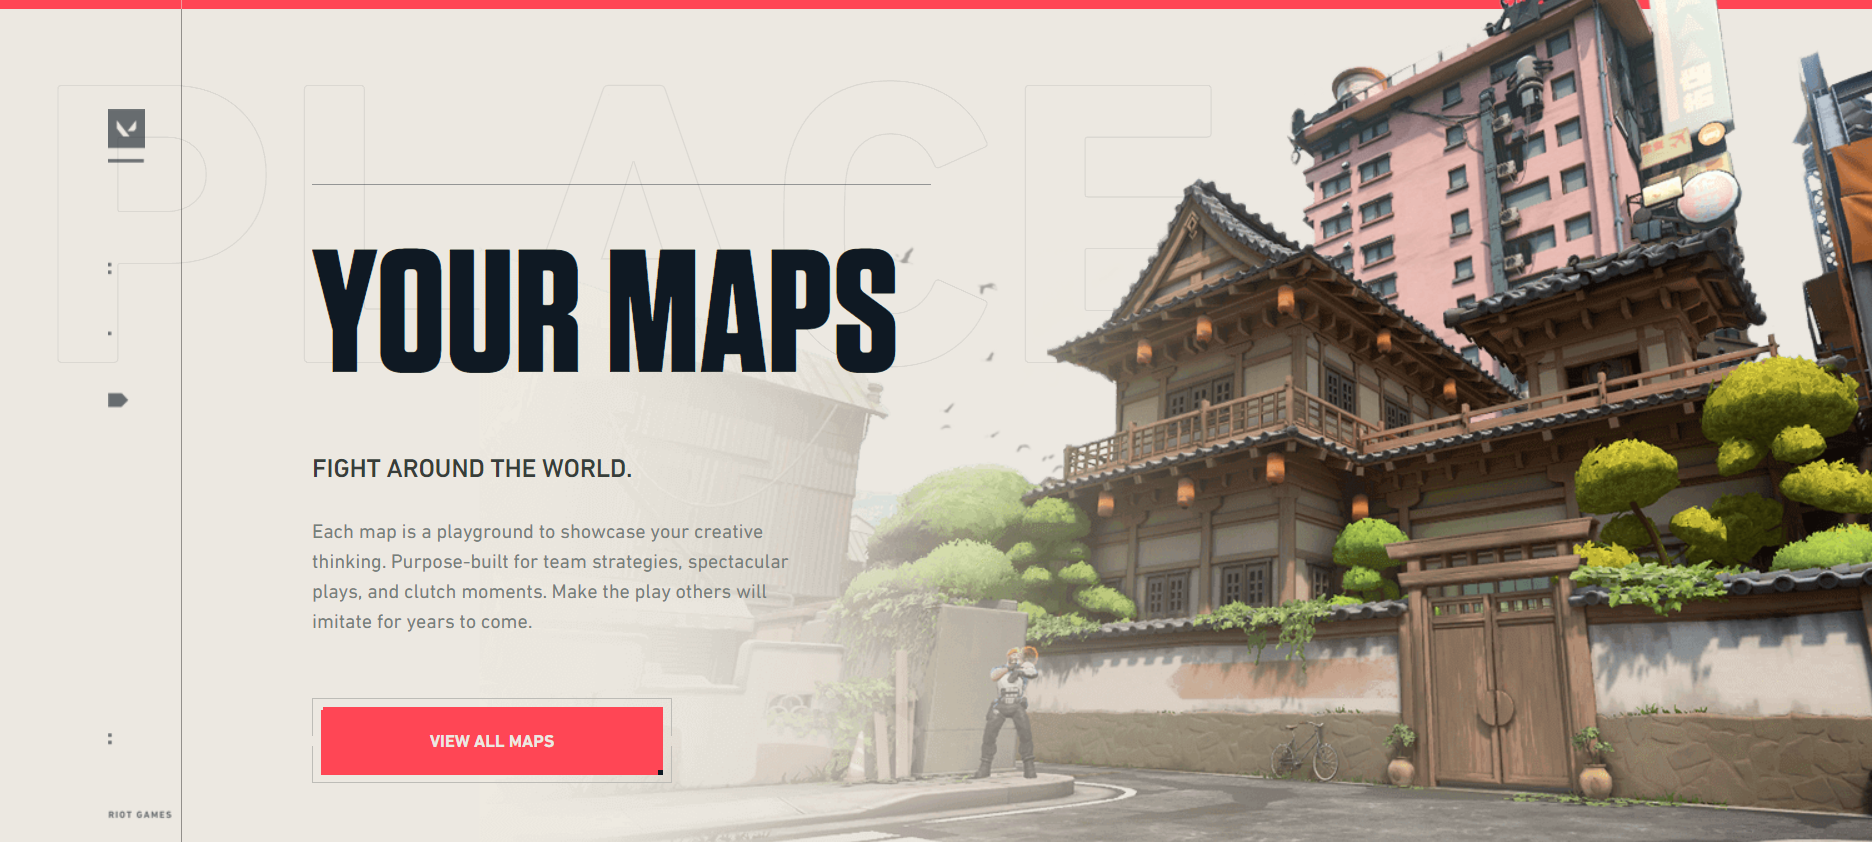 PLACE
YOUR MAPS
FIGHT AROUND THE WORLD.
Each map is a playground to showcase your creative
thinking. Purpose-built for team strategies, spectacular
plays, and clutch moments. Make the play others will
imitate for years to come.
VIEW ALL MAPS
RIOT GAMES